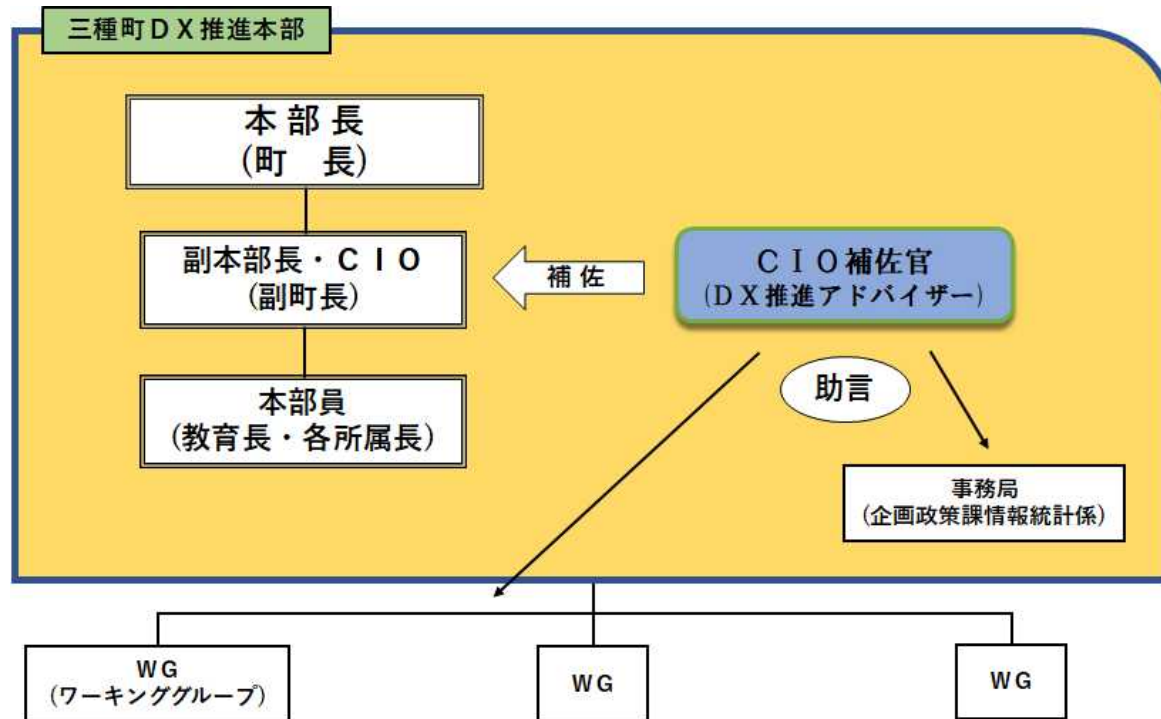 三種町ＤＸ推進本部
本 部 長
(町　長)
副本部長・ＣＩＯ
(副町長)
補 佐
ＣＩＯ補佐官
(ＤＸ推進アドバイザー)
本部員
(教育長・各所属長)
助言
事務局
(企画政策課情報統計係)
ＷＧ
(ワーキンググループ)
ＷＧ
ＷＧ